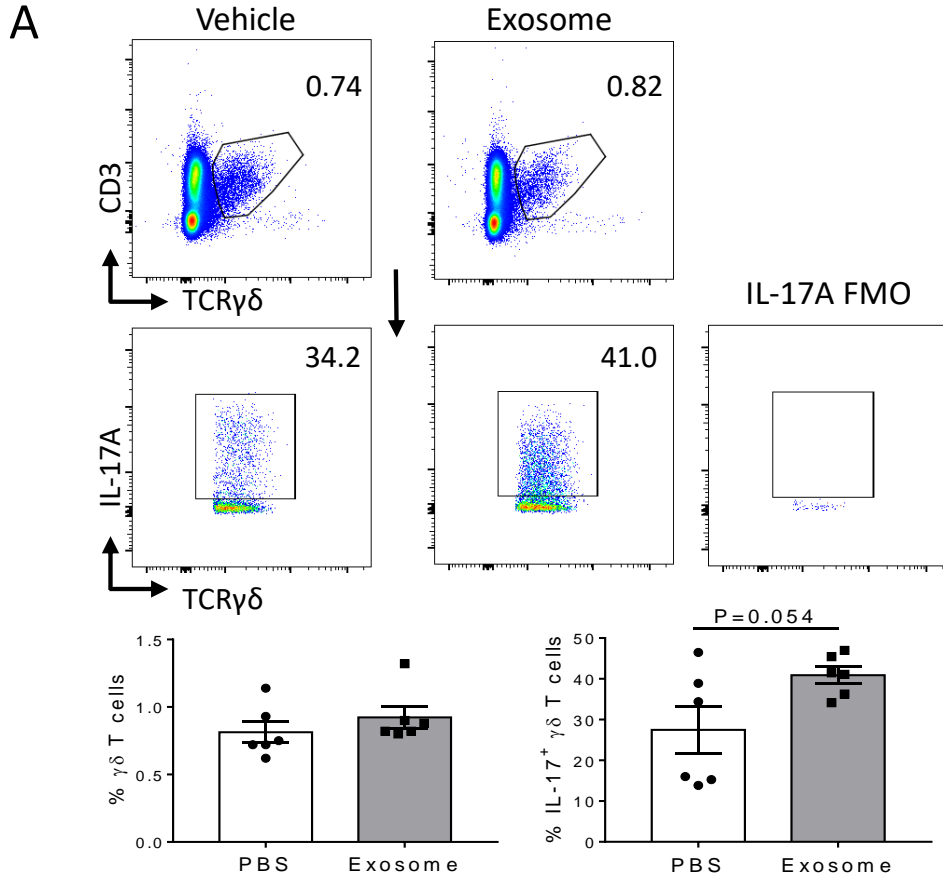 A
Vehicle
Exosome
0.74
0.82
CD3
TCRγδ
IL-17A FMO
34.2
41.0
IL-17A
TCRγδ
1.5
1.0
0.5
0.0
% γδ T cells
PBS
Exosome
P=0.054
50
40
30
20
10
0
% IL-17⁺ γδ T cells
PBS
Exosome